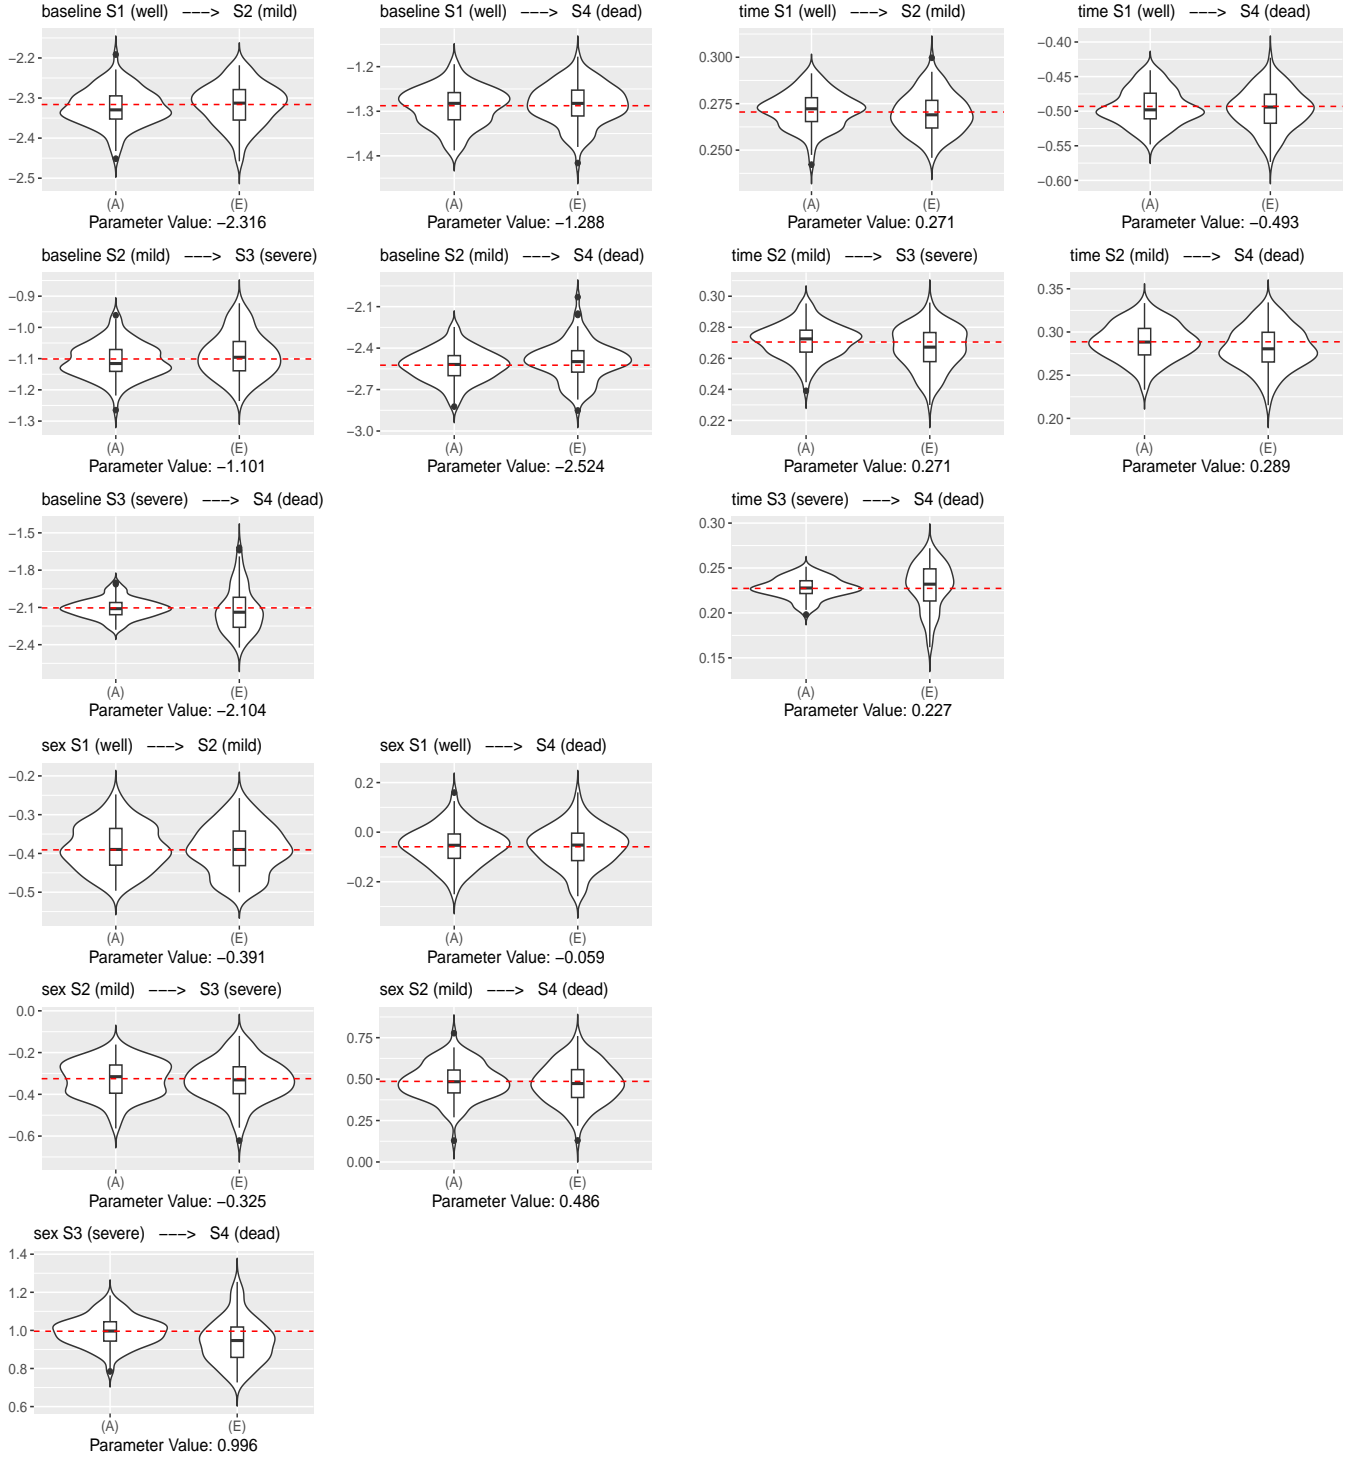 baseline S1 (well) −−−> S2 (mild)
−2.2
−2.3
−2.4
−2.5
(A) (E)
Parameter Value: −2.316
baseline S1 (well) −−−> S4 (dead)
−1.2
−1.3
−1.4
(A) (E)
Parameter Value: −1.288
time S1 (well) −−−> S2 (mild)
0.300
0.275
0.250
(A) (E)
Parameter Value: 0.271
time S1 (well) −−−> S4 (dead)
−0.40
−0.45
−0.50
−0.55
−0.60
(A) (E)
Parameter Value: −0.493
baseline S2 (mild) −−−> S3 (severe)
−0.9
−1.0
−1.1
−1.2
−1.3
(A) (E)
Parameter Value: −1.101
baseline S2 (mild) −−−> S4 (dead)
−2.1
−2.4
−2.7
−3.0
(A) (E)
Parameter Value: −2.524
time S2 (mild) −−−> S3 (severe)
0.30
0.28
0.26
0.24
0.22
(A) (E)
Parameter Value: 0.271
time S2 (mild) −−−> S4 (dead)
0.35
0.30
0.25
0.20
(A) (E)
Parameter Value: 0.289
baseline S3 (severe) −−−> S4 (dead)
−1.5
−1.8
−2.1
−2.4
(A) (E)
Parameter Value: −2.104
time S3 (severe) −−−> S4 (dead)
0.30
0.25
0.20
0.15
(A) (E)
Parameter Value: 0.227
sex S1 (well) −−−> S2 (mild)
−0.2
−0.3
−0.4
−0.5
(A) (E)
Parameter Value: −0.391
sex S1 (well) −−−> S4 (dead)
0.2
0.0
−0.2
(A) (E)
Parameter Value: −0.059
sex S2 (mild) −−−> S3 (severe)
0.0
−0.2
−0.4
−0.6
(A) (E)
Parameter Value: −0.325
sex S2 (mild) −−−> S4 (dead)
0.75
0.50
0.25
0.00
(A) (E)
Parameter Value: 0.486
sex S3 (severe) −−−> S4 (dead)
1.4
1.2
1.0
0.8
0.6
(A) (E)
Parameter Value: 0.996